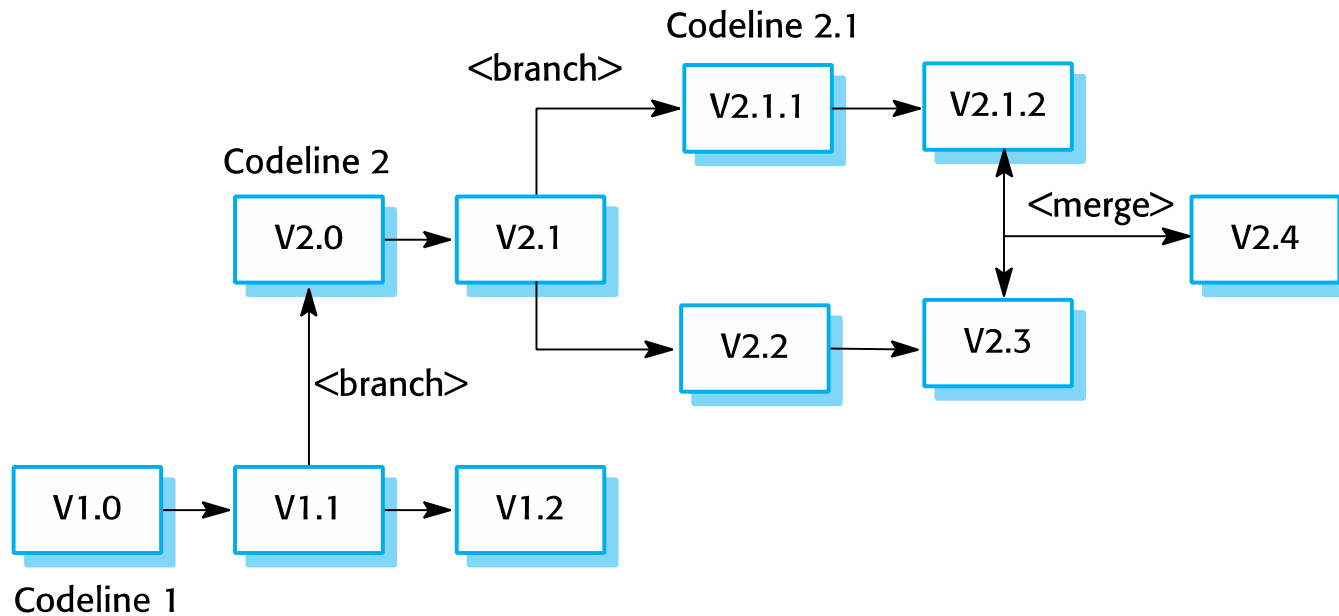 Codeline 2.1
<branch>
V2.1.1
V2.1.2
Codeline 2
<merge>
V2.0
V2.1
V2.4
V2.2
V2.3
<branch>
V1.0
V1.1
V1.2
Codeline 1